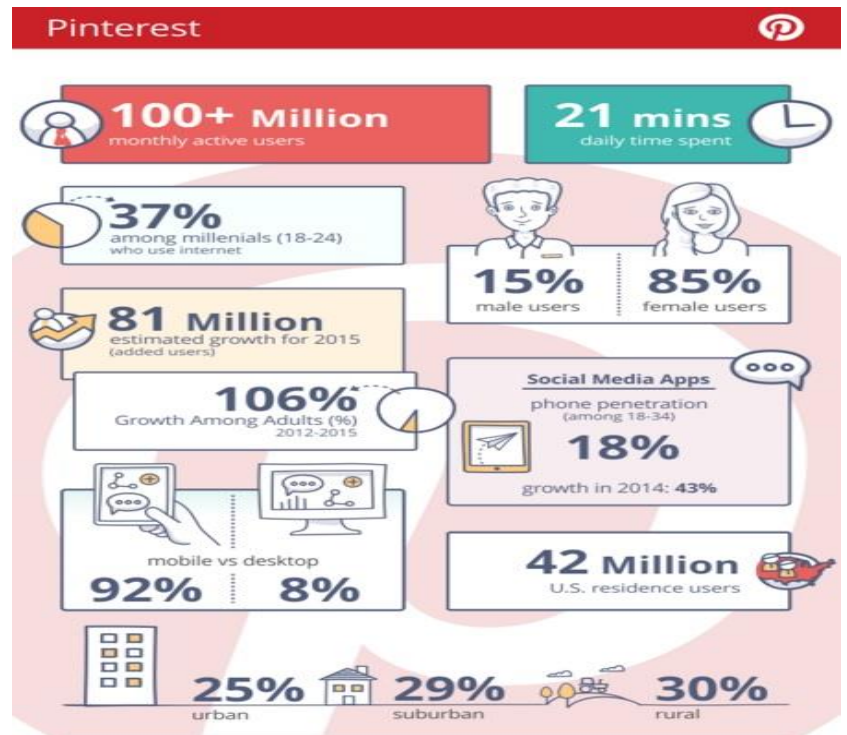 Pinterest
100+ Million
monthly active users
21 mins
daily time spent
37%
among millenials (18-24)
who use internet
15%
male users
85%
female users
81 Million
estimated growth for 2015
(added users)
106%
Growth Among Adults (%)
2012-2015
Social Media Apps
phone penetration
(among 18-34)
18%
growth in 2014: 43%
mobile vs desktop
92% 8%
42 Million
U.S. residence users
25%
urban
29%
suburban
30%
rural